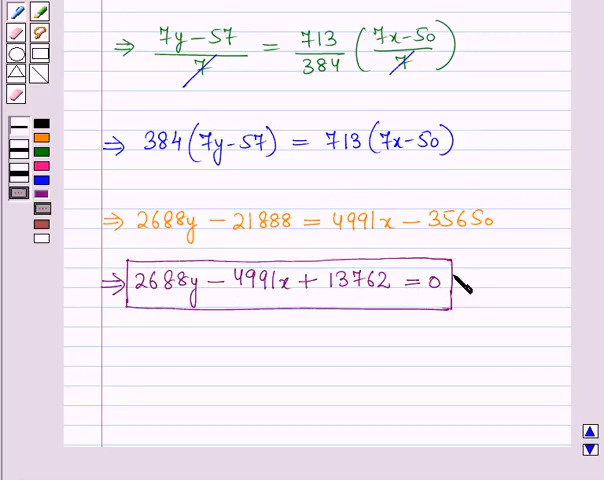 ⇒ (7y-57)/7 = 713/384 ((7x-50)/7)
⇒ 384(7y-57) = 713(7x-50)
⇒ 2688y - 21888 = 4991x - 35650
⇒ 2688y - 4991x + 13762 = 0